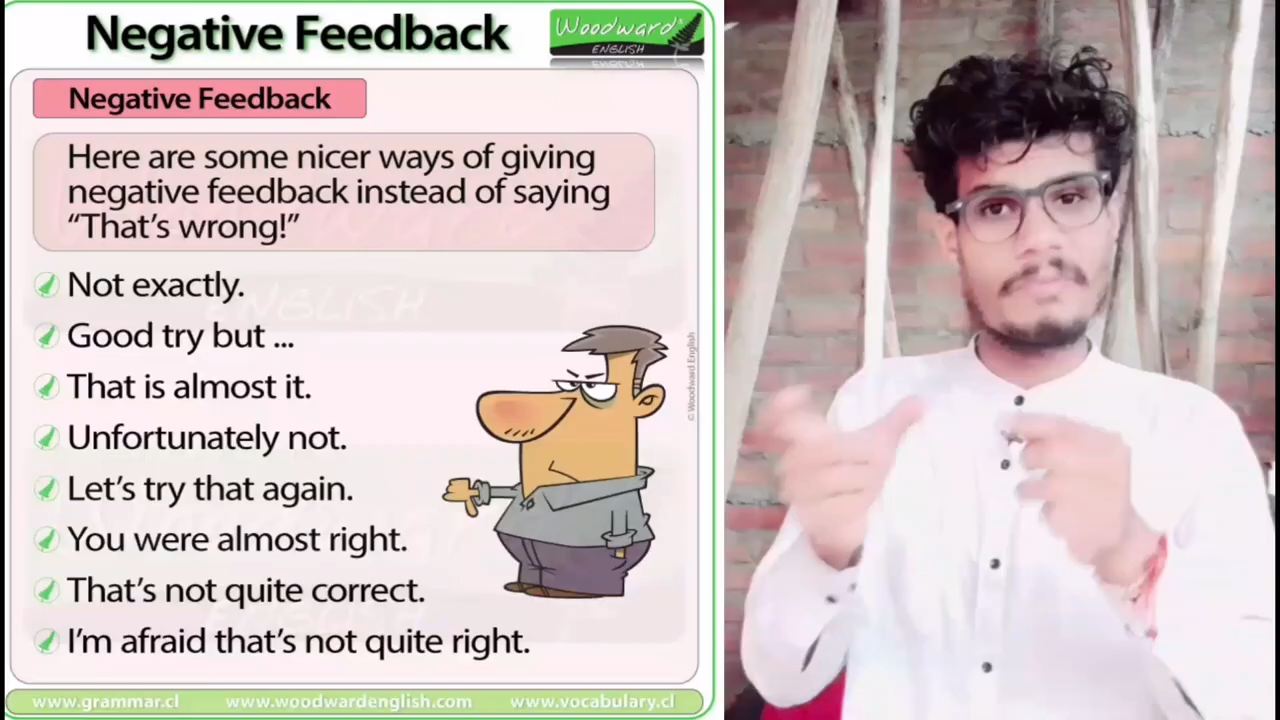 Negative Feedback
Woodward®
ENGLISH
Negative Feedback
Here are some nicer ways of giving
negative feedback instead of saying
“That’s wrong!”
Not exactly.
Good try but ...
That is almost it.
Unfortunately not.
Let’s try that again.
You were almost right.
That’s not quite correct.
I’m afraid that’s not quite right.
© Woodward English
www.grammar.cl www.woodwardenglish.com www.vocabulary.cl